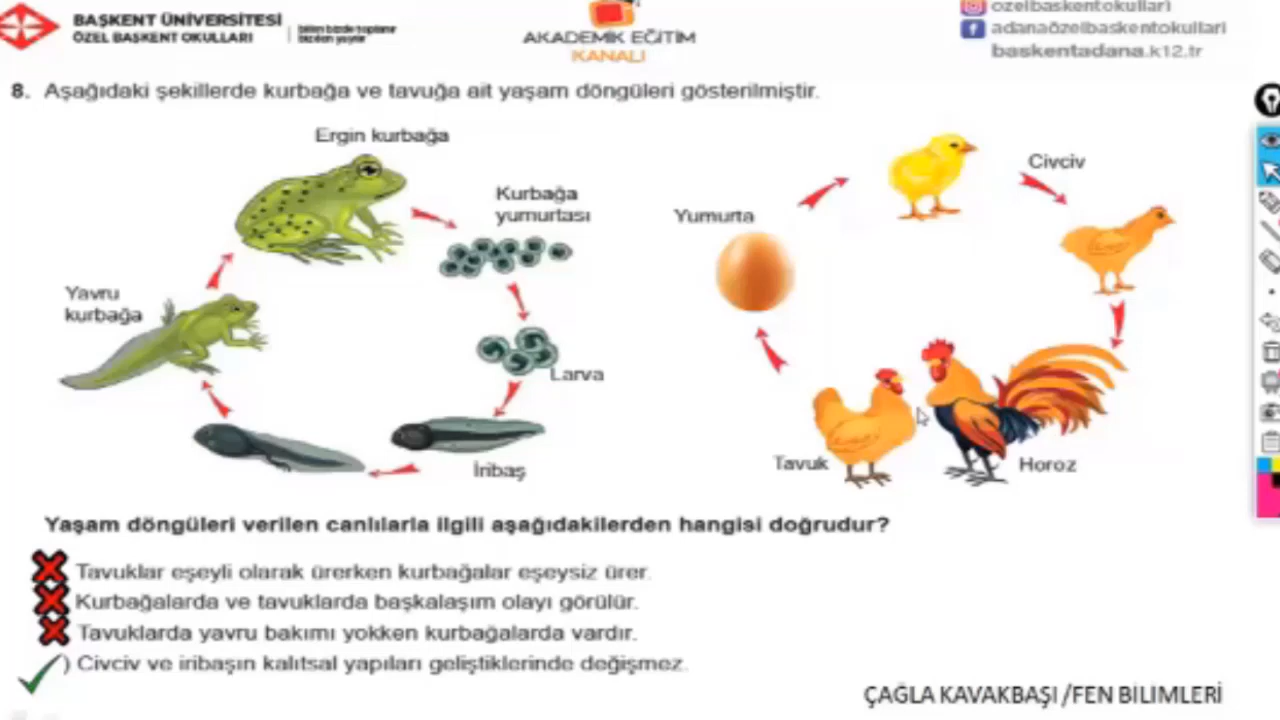 BAŞKENT ÜNİVERSİTESİ
ÖZEL BAŞKENT OKULLARI
AKADEMİK EĞİTİM
KANALI
ozelbaskentokullari
adanaözelbaskentokullari
baskentadana.k12.tr
8. Aşağıdaki şekillerde kurbağa ve tavuğa ait yaşam döngüleri gösterilmiştir.
Ergin kurbağa
Kurbağa
yumurtası
Larva
İribaş
Yavru
kurbağa
Civciv
Yumurta
Tavuk
Horoz
Yaşam döngüleri verilen canlılarla ilgili aşağıdakilerden hangisi doğrudur?
Tavuklar eşeyli olarak ürerken kurbağalar eşeysiz ürer.
Kurbağalarda ve tavuklarda başkalaşım olayı görülür.
Tavuklarda yavru bakımı yokken kurbağalarda vardır.
) Civciv ve iribaşın kalıtsal yapıları geliştiklerinde değişmez.
ÇAĞLA KAVAKBAŞI /FEN BİLİMLERİ